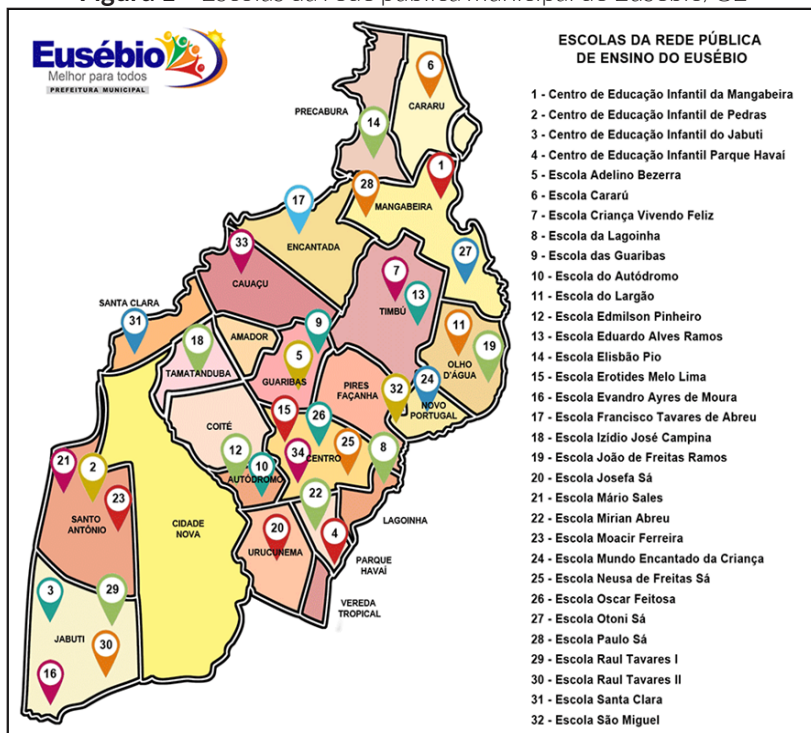 Figura 1 – Escolas da rede pública municipal de Eusébio, CE
Eusébio
Melhor para todos
PREFEITURA MUNICIPAL
ESCOLAS DA REDE PÚBLICA
DE ENSINO DO EUSÉBIO
1 - Centro de Educação Infantil da Mangabeira
2 - Centro de Educação Infantil de Pedras
3 - Centro de Educação Infantil do Jabuti
4 - Centro de Educação Infantil Parque Havaí
5 - Escola Adelino Bezerra
6 - Escola Cararú
7 - Escola Criança Vivendo Feliz
8 - Escola da Lagoinha
9 - Escola das Guaribas
10 - Escola do Autódromo
11 - Escola do Largão
12 - Escola Edmilson Pinheiro
13 - Escola Eduardo Alves Ramos
14 - Escola Elisbão Pio
15 - Escola Erotides Melo Lima
16 - Escola Evandro Ayres de Moura
17 - Escola Francisco Tavares de Abreu
18 - Escola Izídio José Campina
19 - Escola João de Freitas Ramos
20 - Escola Josefa Sá
21 - Escola Mário Sales
22 - Escola Mirian Abreu
23 - Escola Moacir Ferreira
24 - Escola Mundo Encantado da Criança
25 - Escola Neusa de Freitas Sá
26 - Escola Oscar Feitosa
27 - Escola Otoni Sá
28 - Escola Paulo Sá
29 - Escola Raul Tavares I
30 - Escola Raul Tavares II
31 - Escola Santa Clara
32 - Escola São Miguel
6
PRECABURA
CARARU
14
1
28
17
MANGABEIRA
33
ENCANTADA
27
7
CAUAÇU
13
SANTA CLARA
TIMBÚ
31
9
11
18
AMADOR
19
5
OLHO
D'ÁGUA
TAMATANDUBA
GUARIBAS
PIRES
FAÇANHA
32
24
NOVO
PORTUGAL
15
26
COITÉ
25
12
34
CENTRO
8
21
2
10
AUTÓDROMO
22
23
LAGOINHA
SANTO
ANTÔNIO
CIDADE
NOVA
20
4
URUCUNEMA
PARQUE
HAVAÍ
3
29
VEREDA
TROPICAL
JABUTI
30
16